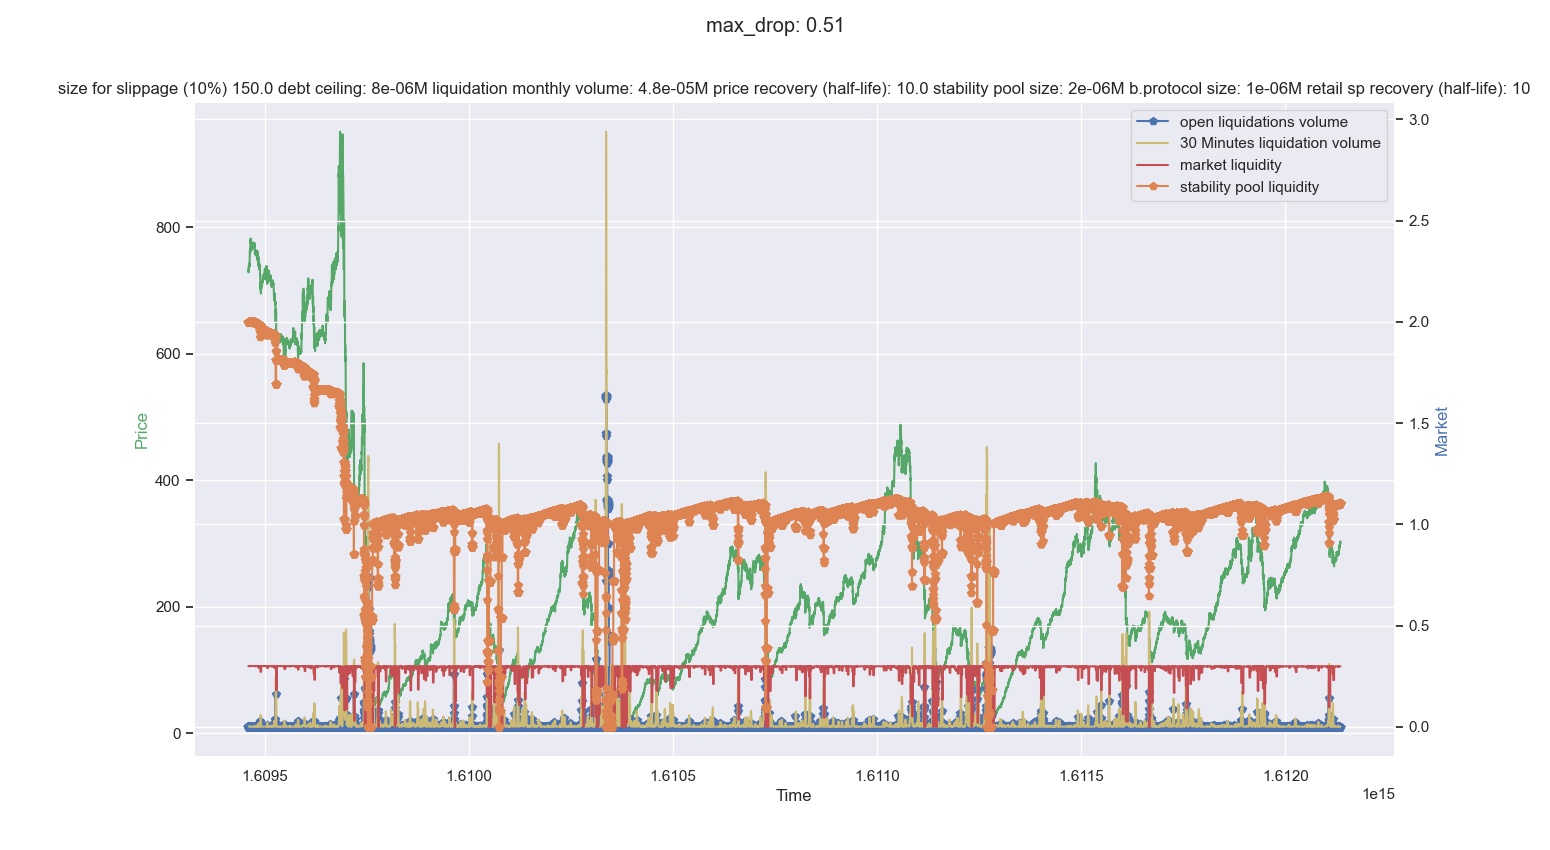 max_drop: 0.51
size for slippage (10%) 150.0 debt ceiling: 8e-06M liquidation monthly volume: 4.8e-05M price recovery (half-life): 10.0 stability pool size: 2e-06M b.protocol size: 1e-06M retail sp recovery (half-life): 10
open liquidations volume
30 Minutes liquidation volume
market liquidity
stability pool liquidity
800
600
400
200
0
Price
3.0
2.5
2.0
1.5
1.0
0.5
0.0
Market
1.6095 1.6100 1.6105 1.6110 1.6115 1.6120
Time
1e15